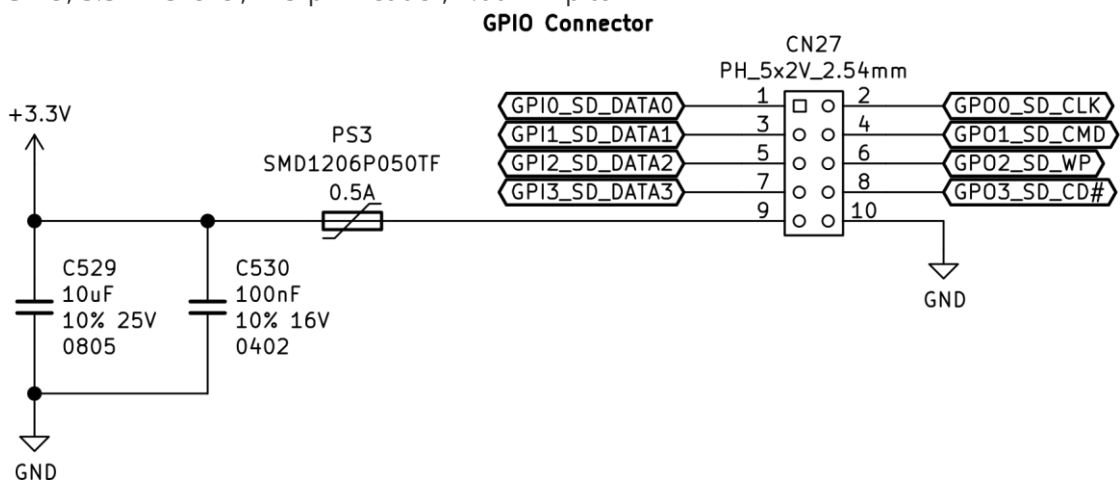 GPIO Connector
CN27
PH_5x2V_2.54mm
+3.3V
PS3
SMD1206P050TF
0.5A
GPI0_SD_DATA0 1 2 GPO0_SD_CLK
GPI1_SD_DATA1 3 4 GPO1_SD_CMD
GPI2_SD_DATA2 5 6 GPO2_SD_WP
GPI3_SD_DATA3 7 8 GPO3_SD_CD#
9 10
C529
10uF
10% 25V
0805
C530
100nF
10% 16V
0402
GND
GND